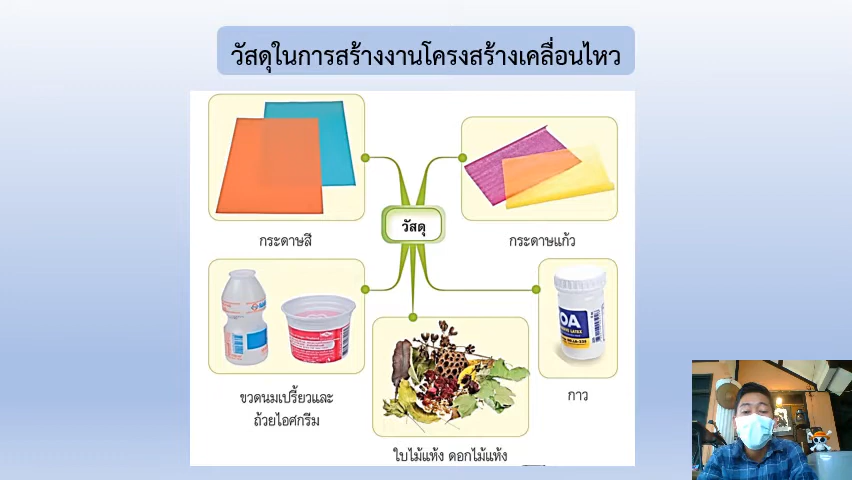 วัสดุในการสร้างงานโครงสร้างเคลื่อนไหว
วัสดุ
กระดาษสี
กระดาษแก้ว
OA
ขวดนมเปรี้ยวและ
ถ้วยไอศกรีม
กาว
ใบไม้แห้ง ดอกไม้แห้ง